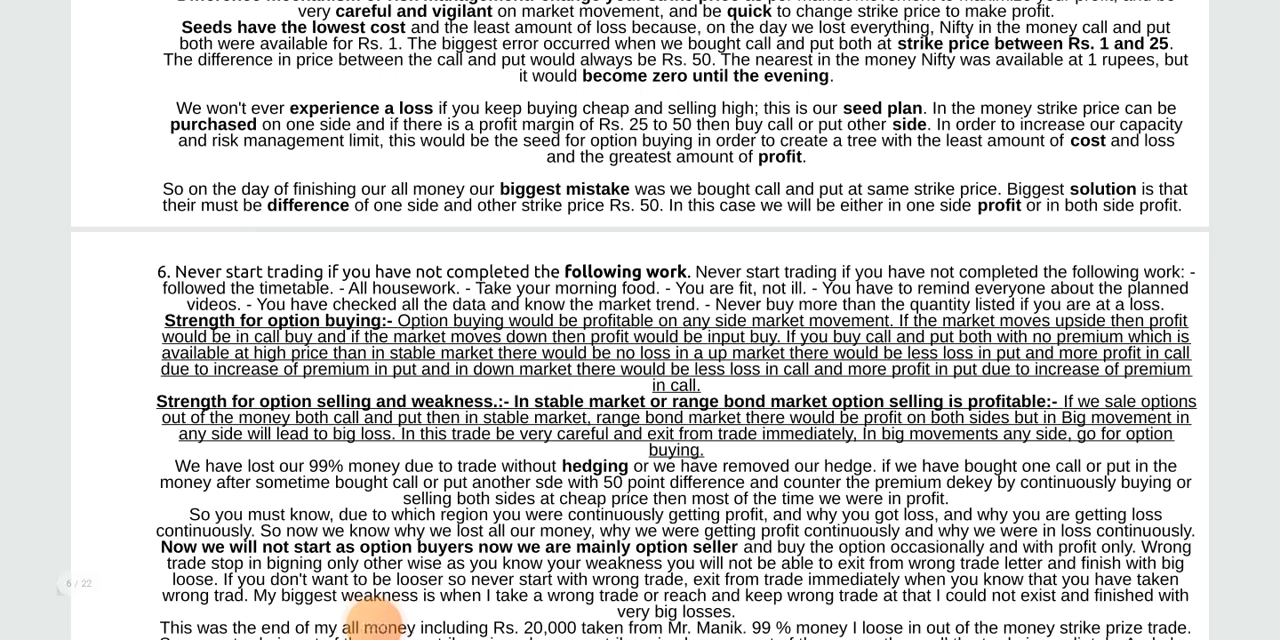 very careful and vigilant on market movement, and be quick to change strike price to make profit.
Seeds have the lowest cost and the least amount of loss because, on the day we lost everything, Nifty in the money call and put
both were available for Rs. 1. The biggest error occurred when we bought call and put both at strike price between Rs. 1 and 25.
The difference in price between the call and put would always be Rs. 50. The nearest in the money Nifty was available at 1 rupees, but
it would become zero until the evening.
We won't ever experience a loss if you keep buying cheap and selling high; this is our seed plan. In the money strike price can be
purchased on one side and if there is a profit margin of Rs. 25 to 50 then buy call or put other side. In order to increase our capacity
and risk management limit, this would be the seed for option buying in order to create a tree with the least amount of cost and loss
and the greatest amount of profit.
So on the day of finishing our all money our biggest mistake was we bought call and put at same strike price. Biggest solution is that
their must be difference of one side and other strike price Rs. 50. In this case we will be either in one side profit or in both side profit.
6. Never start trading if you have not completed the following work. Never start trading if you have not completed the following work: -
followed the timetable. - All housework. - Take your morning food. - You are fit, not ill. - You have to remind everyone about the planned
videos. - You have checked all the data and know the market trend. - Never buy more than the quantity listed if you are at a loss.
Strength for option buying:- Option buying would be profitable on any side market movement. If the market moves upside then profit
would be in call buy and if the market moves down then profit would be input buy. If you buy call and put both with no premium which is
available at high price than in stable market there would be no loss in a up market there would be less loss in put and more profit in call
due to increase of premium in put and in down market there would be less loss in call and more profit in put due to increase of premium
in call.
Strength for option selling and weakness.:- In stable market or range bond market option selling is profitable:- If we sale options
out of the money both call and put then in stable market, range bond market there would be profit on both sides but in Big movement in
any side will lead to big loss. In this trade be very careful and exit from trade immediately, In big movements any side, go for option
buying.
We have lost our 99% money due to trade without hedging or we have removed our hedge. if we have bought one call or put in the
money after sometime bought call or put another sde with 50 point difference and counter the premium dekey by continuously buying or
selling both sides at cheap price then most of the time we were in profit.
So you must know, due to which region you were continuously getting profit, and why you got loss, and why you are getting loss
continuously. So now we know why we lost all our money, why we were getting profit continuously and why we were in loss continuously.
Now we will not start as option buyers now we are mainly option seller and buy the option occasionally and with profit only. Wrong
trade stop in bigning only other wise as you know your weakness you will not be able to exit from wrong trade letter and finish with big
loose. If you don't want to be looser so never start with wrong trade, exit from trade immediately when you know that you have taken
wrong trad. My biggest weakness is when I take a wrong trade or reach and keep wrong trade at that I could not exist and finished with
very big losses.
This was the end of my all money including Rs. 20,000 taken from Mr. Manik. 99 % money I loose in out of the money strike prize trade.
6 / 22